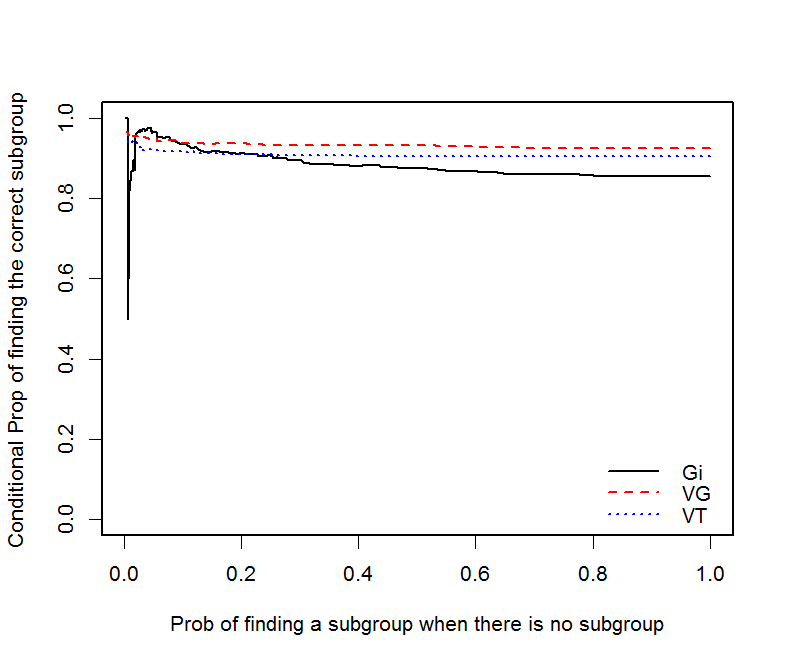 Conditional Prop of finding the correct subgroup
1.0
0.8
0.6
0.4
0.2
0.0
Gi
VG
VT
0.0 0.2 0.4 0.6 0.8 1.0
Prob of finding a subgroup when there is no subgroup